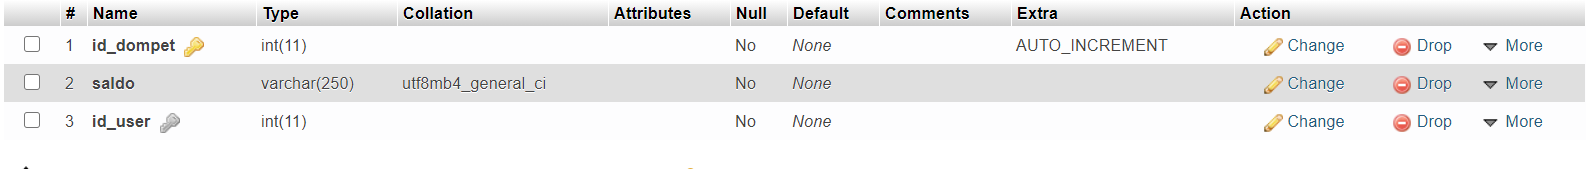 # Name Type Collation Attributes Null Default Comments Extra Action
1 id_dompet int(11) No None AUTO_INCREMENT Change Drop More
2 saldo varchar(250) utf8mb4_general_ci No None Change Drop More
3 id_user int(11) No None Change Drop More